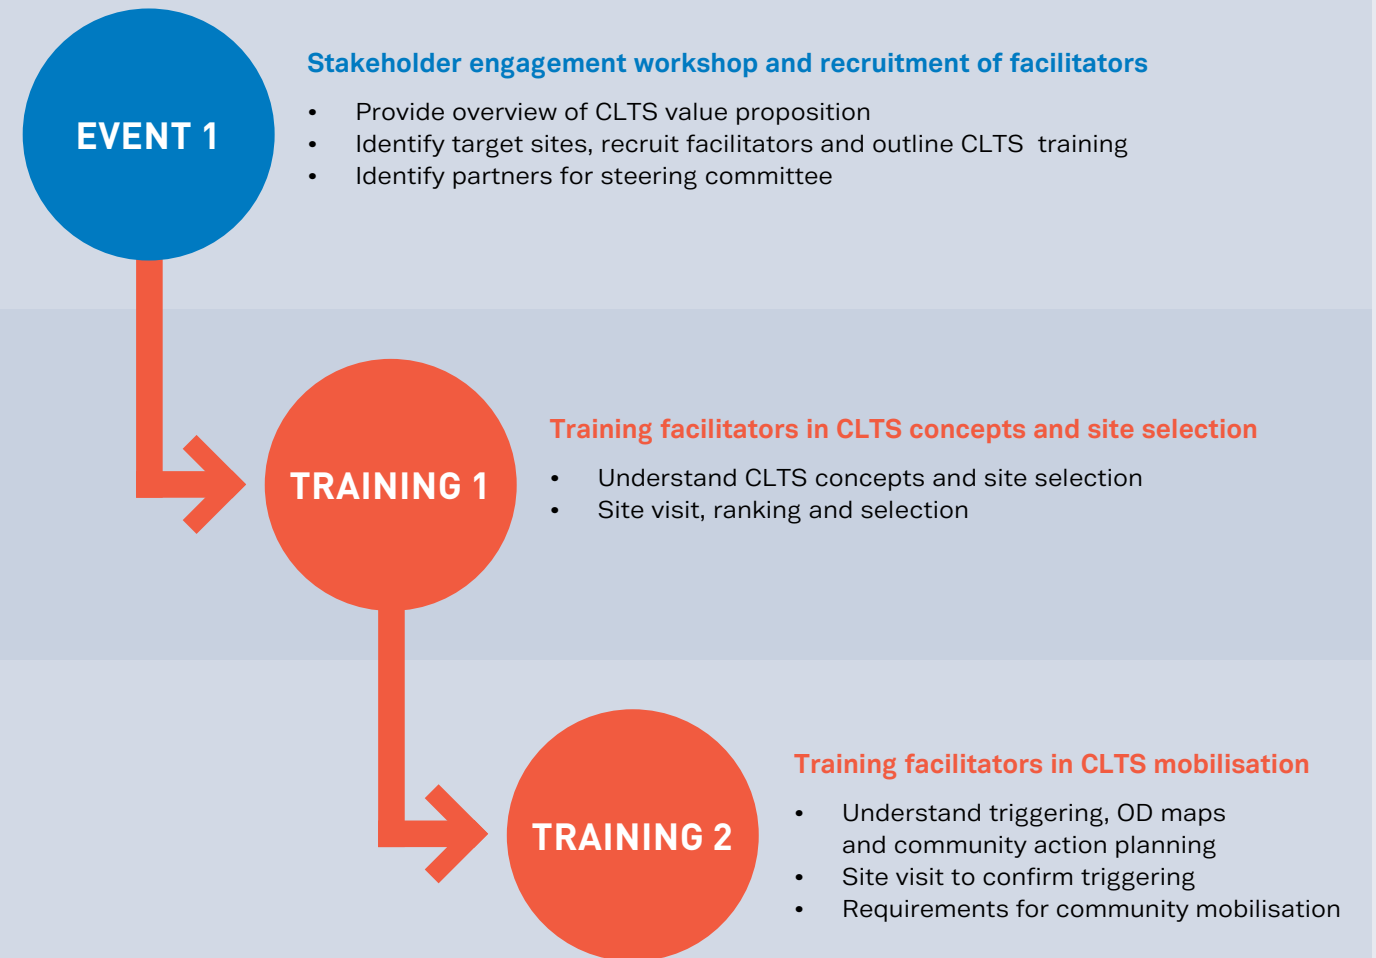 EVENT 1
Stakeholder engagement workshop and recruitment of facilitators
• Provide overview of CLTS value proposition
• Identify target sites, recruit facilitators and outline CLTS training
• Identify partners for steering committee
TRAINING 1
Training facilitators in CLTS concepts and site selection
• Understand CLTS concepts and site selection
• Site visit, ranking and selection
TRAINING 2
Training facilitators in CLTS mobilisation
• Understand triggering, OD maps
and community action planning
• Site visit to confirm triggering
• Requirements for community mobilisation